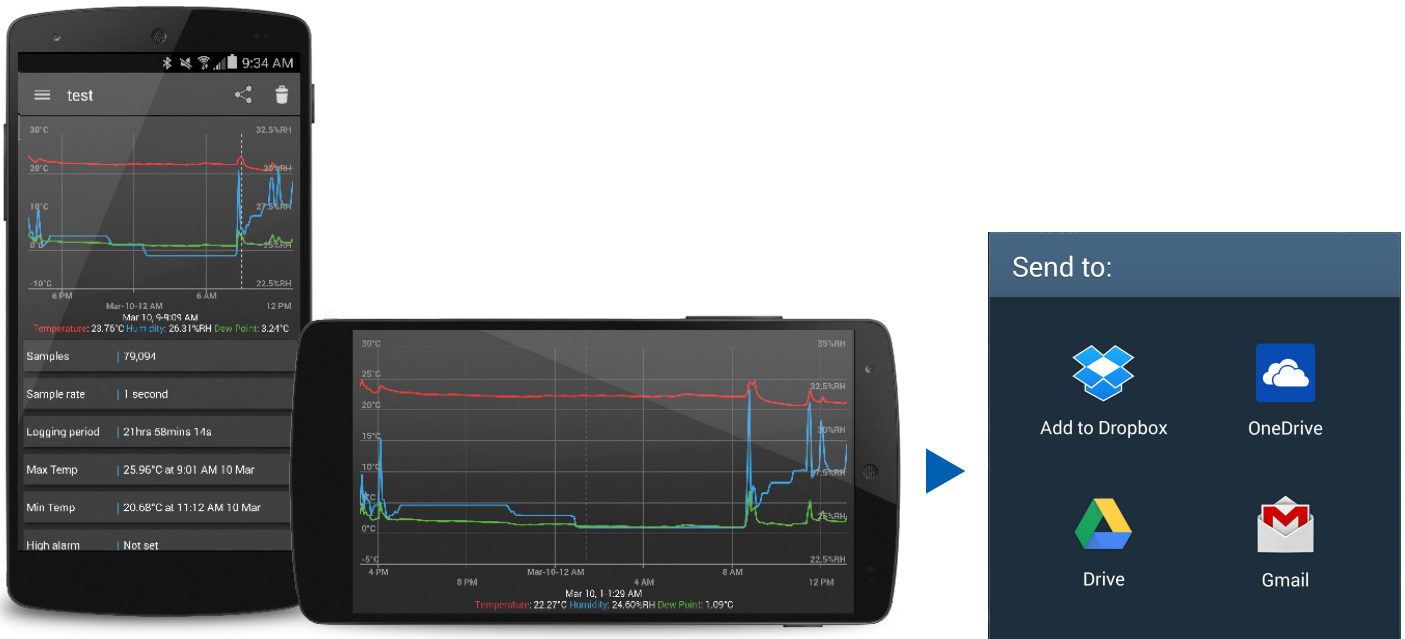 9:34 AM
test
30°C 32.5%RH
20°C 30%RH
10°C 27.5%RH
0°C 25%RH
-10°C 22.5%RH
6 PM Mar-10-12 AM 6 AM 12 PM
Mar 10, 9-9:09 AM
Temperature: 23.76°C Humidity: 26.31%RH Dew Point: 3.24°C
Samples 79,094
Sample rate 1 second
Logging period 21hrs 58mins 14s
Max Temp 25.96°C at 9:01 AM 10 Mar
Min Temp 20.68°C at 11:12 AM 10 Mar
High alarm Not set
30°C 35%RH
25°C 32.5%RH
20°C
15°C 30%RH
10°C 27.5%RH
5°C 25%RH
0°C
-5°C 22.5%RH
4 PM 8 PM Mar-10-12 AM 4 AM 8 AM 12 PM
Mar 10, 1-1:29 AM
Temperature: 22.27°C Humidity: 24.60%RH Dew Point: 1.09°C
Send to:
Add to Dropbox OneDrive
Drive Gmail